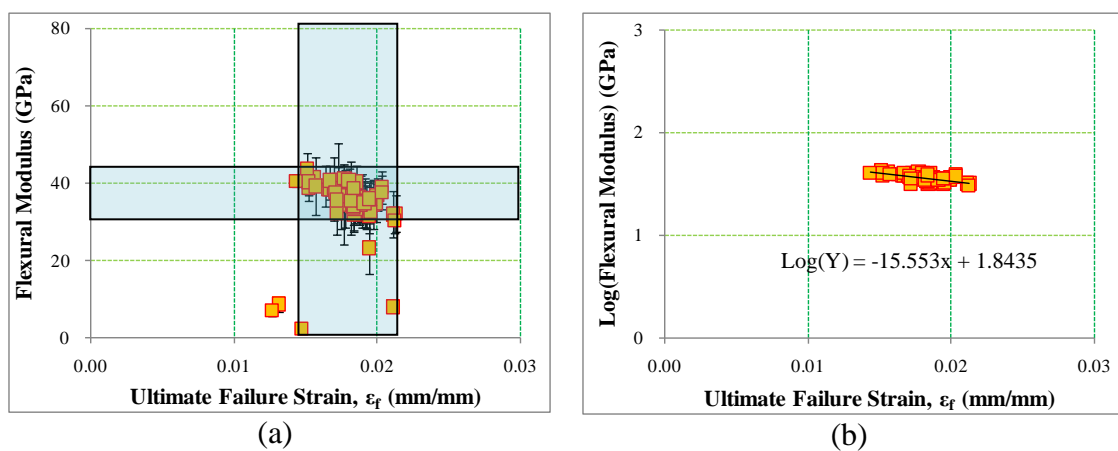 80
60
40
20
0
0.00 0.01 0.02 0.03
Flexural Modulus (GPa)
Ultimate Failure Strain, εf (mm/mm)
(a)
3
2
1
0
0.00 0.01 0.02 0.03
Log(Flexural Modulus) (GPa)
Log(Y) = -15.553x + 1.8435
Ultimate Failure Strain, εf (mm/mm)
(b)